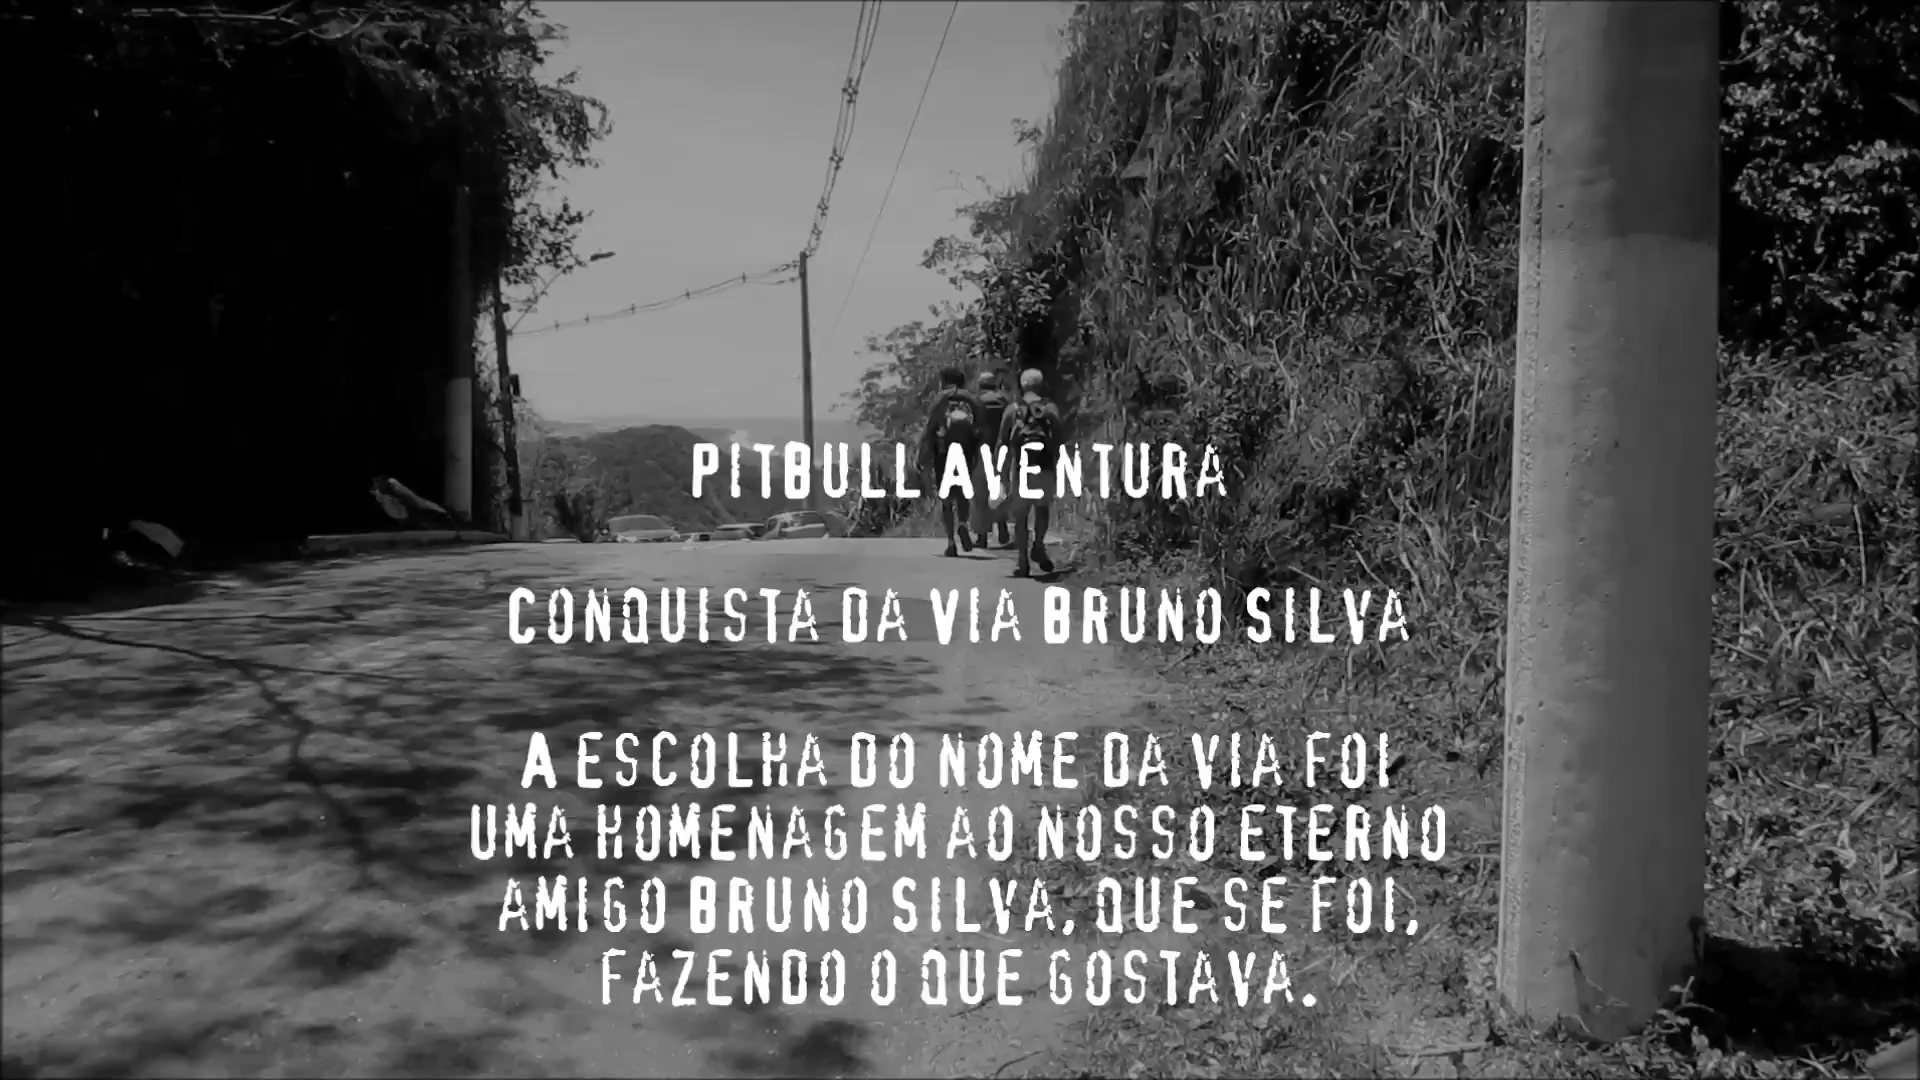 PITBULL AVENTURA
CONQUISTA DA VIA BRUNO SILVA
A ESCOLHA DO NOME DA VIA FOI
UMA HOMENAGEM AO NOSSO ETERNO
AMIGO BRUNO SILVA, QUE SE FOI,
FAZENDO O QUE GOSTAVA.